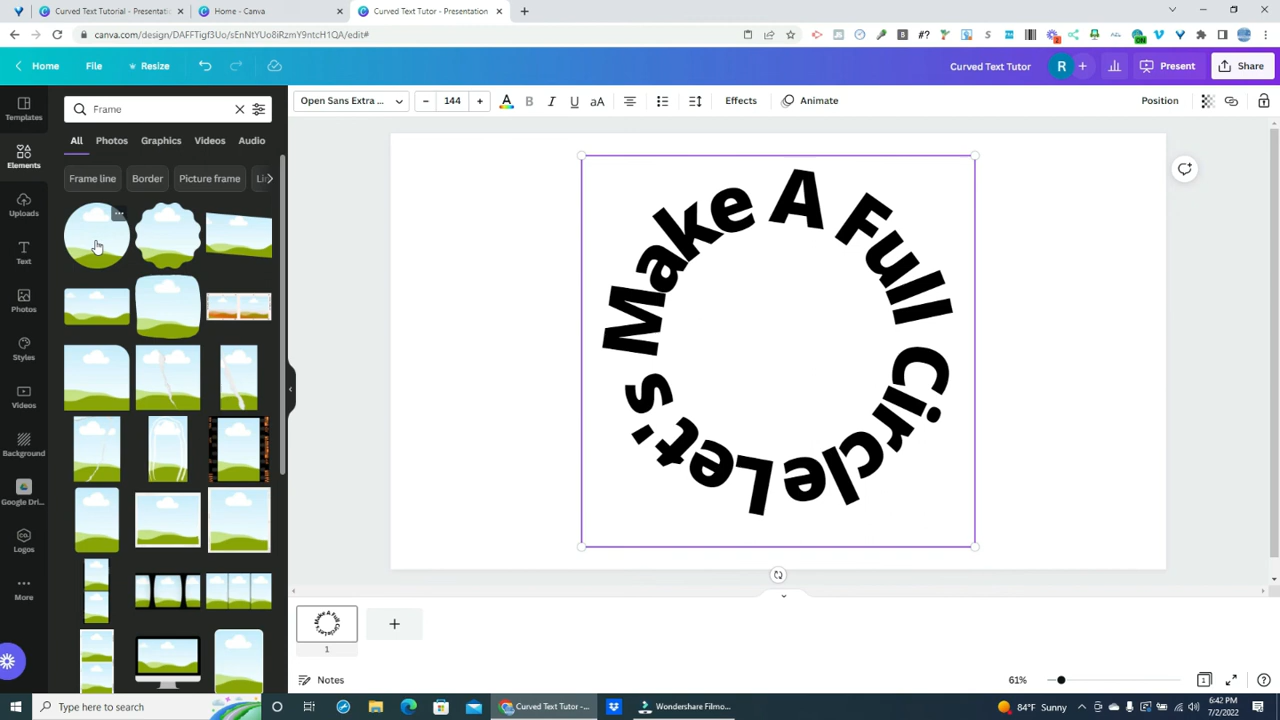 Curved Text Tutorial - Presentation
Home - Canva
Curved Text Tutor - Presentation
canva.com/design/DAFFTigf3Uo/sEnNtYUo8iRzmY9ntcH1QA/edit#
Home
File
Resize
Curved Text Tutor
R
Present
Share
Templates
Elements
Uploads
Text
Photos
Styles
Videos
Background
Google Dri...
Logos
More
Frame
All
Photos
Graphics
Videos
Audio
Frame line
Border
Picture frame
Open Sans Extra ...
144
A
B
I
U
aA
Effects
Animate
Position
Let's Make A Full Circle
1
Notes
61%
1
Type here to search
Curved Text Tutor -...
Wondershare Filmo...
84°F Sunny
6:42 PM
7/2/2022